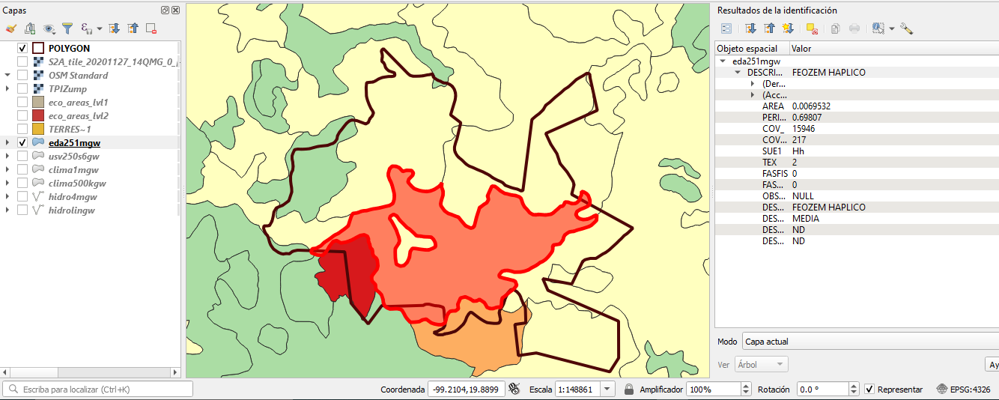 Capas
POLYGON
S2A_tile_20201127_14QMG_0_
OSM Standard
TPIZump
eco_areas_lvl1
eco_areas_lvl2
TERRES~1
eda251mgw
usv250s6gw
clima1mgw
clima500kgw
hidro4mgw
hidrolingw
Resultados de la identificación
Objeto espacial Valor
eda251mgw
DESCRI... FEOZEM HAPLICO
(Der...
(Acc...
AREA 0.0069532
PERI... 0.69807
COV_ 15946
COV... 217
SUE1 Hh
TEX 2
FASFIS 0
FAS... 0
OBS... NULL
DES... FEOZEM HAPLICO
DES... MEDIA
DES... ND
DES... ND
Modo Capa actual
Ver Árbol Ay
Escriba para localizar (Ctrl+K) Coordenada -99.2104,19.8899 Escala 1:148861 Amplificador 100% Rotación 0.0 ° Representar EPSG:4326